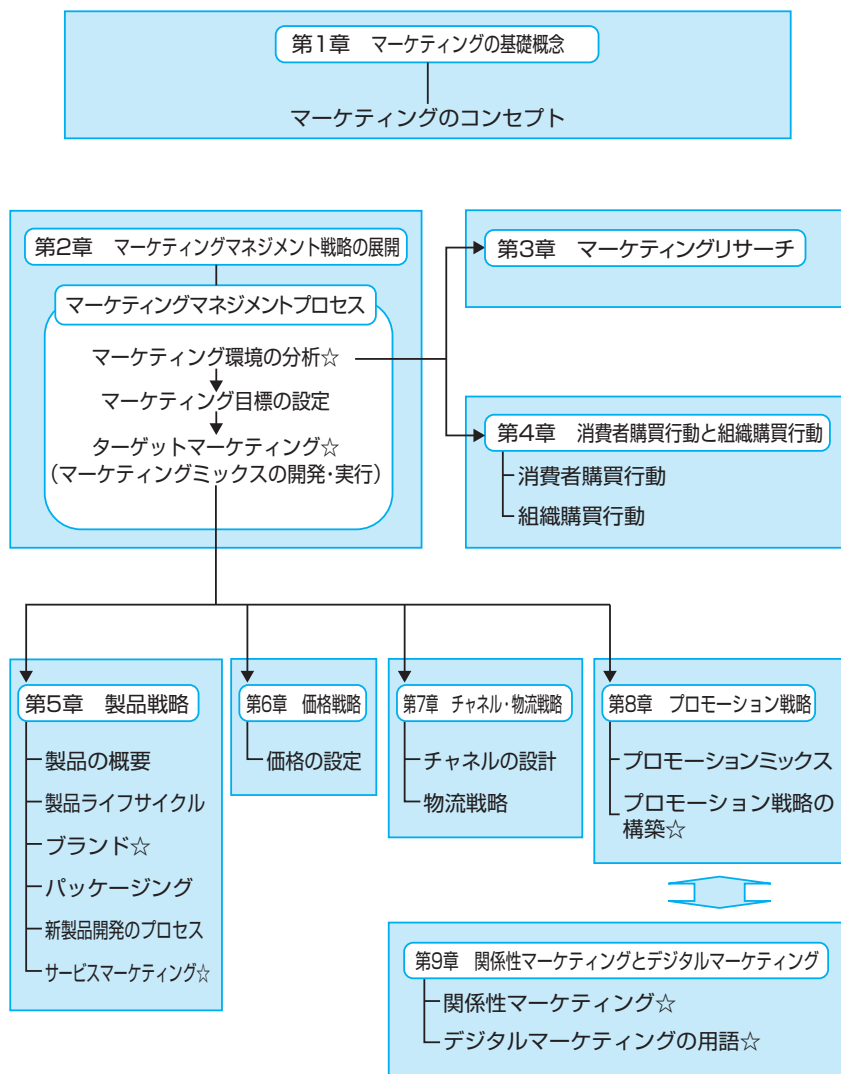 第1章 マーケティングの基礎概念
マーケティングのコンセプト
第2章 マーケティングマネジメント戦略の展開
マーケティングマネジメントプロセス
マーケティング環境の分析☆
マーケティング目標の設定
ターゲットマーケティング☆
(マーケティングミックスの開発・実行)
第3章 マーケティングリサーチ
第4章 消費者購買行動と組織購買行動
消費者購買行動
組織購買行動
第5章 製品戦略
製品の概要
製品ライフサイクル
ブランド☆
パッケージング
新製品開発のプロセス
サービスマーケティング☆
第6章 価格戦略
価格の設定
第7章 チャネル・物流戦略
チャネルの設計
物流戦略
第8章 プロモーション戦略
プロモーションミックス
プロモーション戦略の
構築☆
第9章 関係性マーケティングとデジタルマーケティング
関係性マーケティング☆
デジタルマーケティングの用語☆